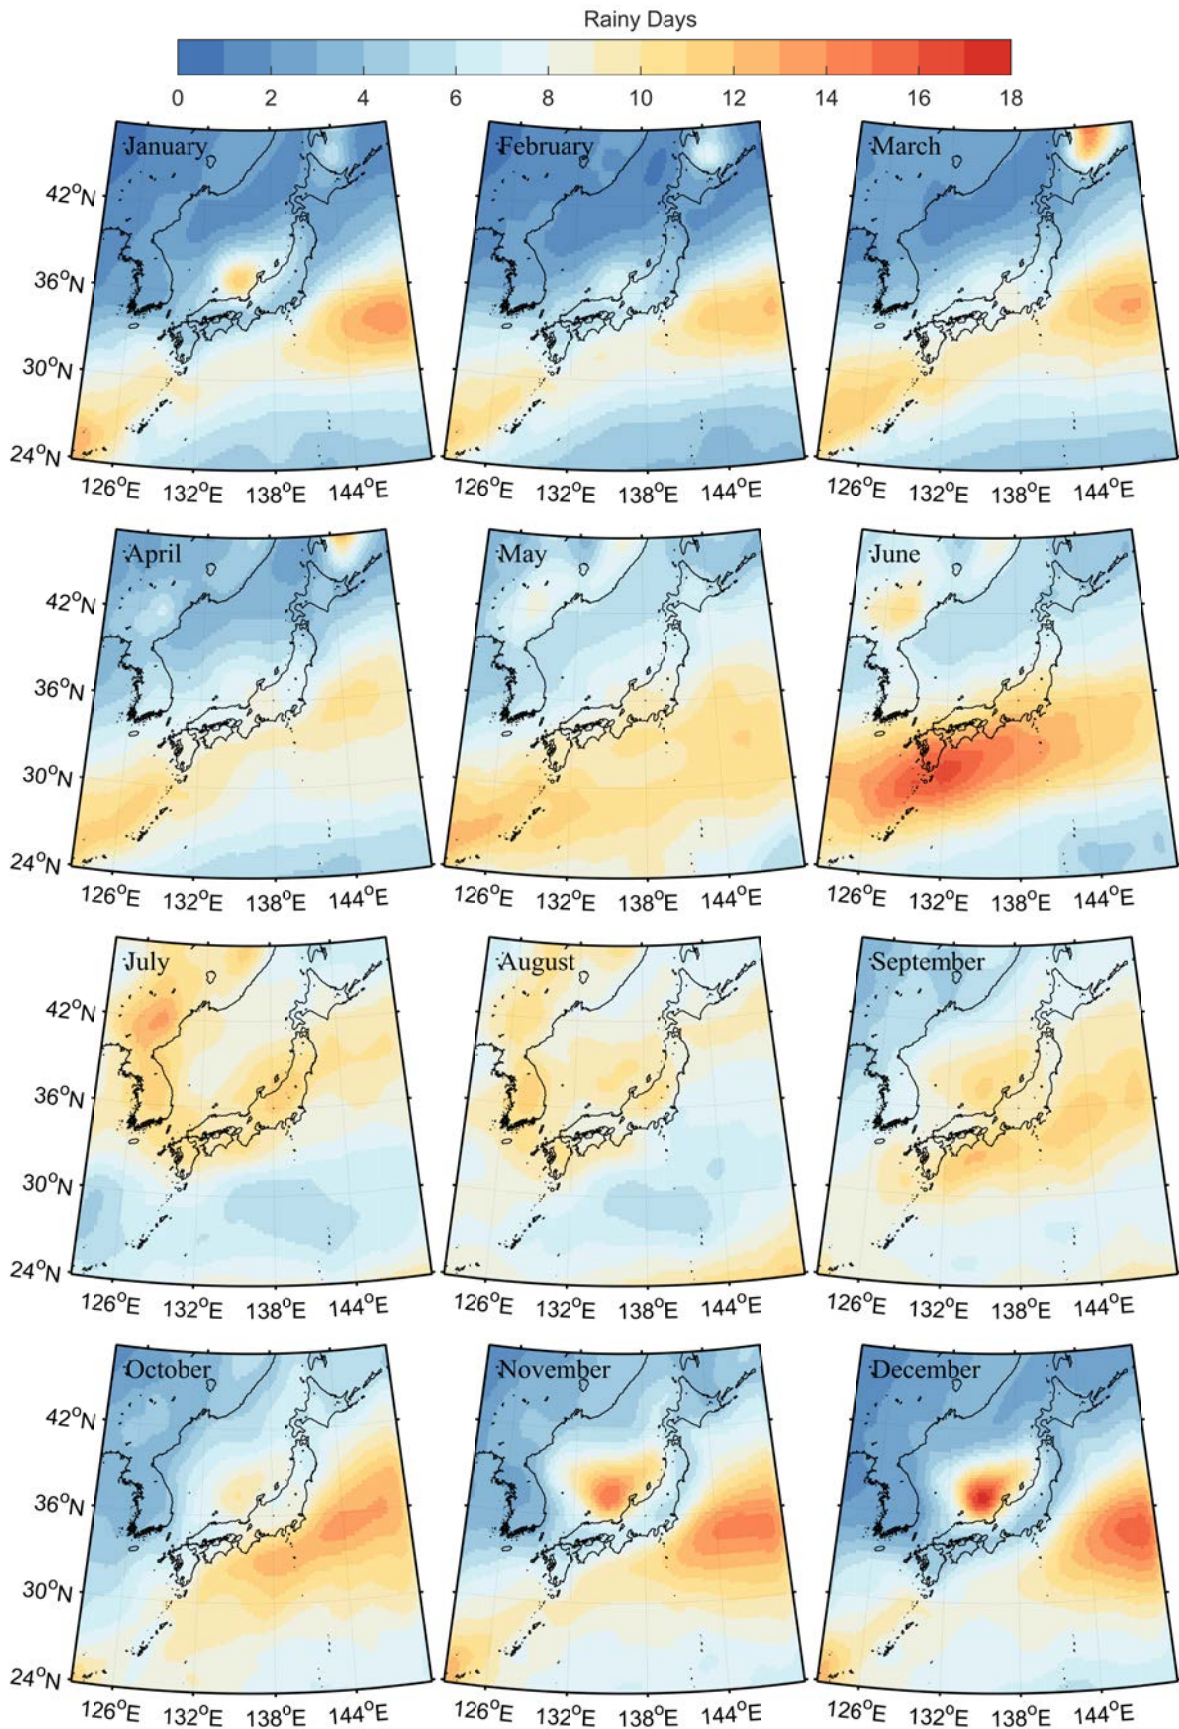 Rainy Days
0 2 4 6 8 10 12 14 16 18
January February March
42°N
36°N
30°N
24°N
126°E 132°E 138°E 144°E 126°E 132°E 138°E 144°E 126°E 132°E 138°E 144°E
April May June
42°N
36°N
30°N
24°N
126°E 132°E 138°E 144°E 126°E 132°E 138°E 144°E 126°E 132°E 138°E 144°E
July August September
42°N
36°N
30°N
24°N
126°E 132°E 138°E 144°E 126°E 132°E 138°E 144°E 126°E 132°E 138°E 144°E
October November December
42°N
36°N
30°N
24°N
126°E 132°E 138°E 144°E 126°E 132°E 138°E 144°E 126°E 132°E 138°E 144°E